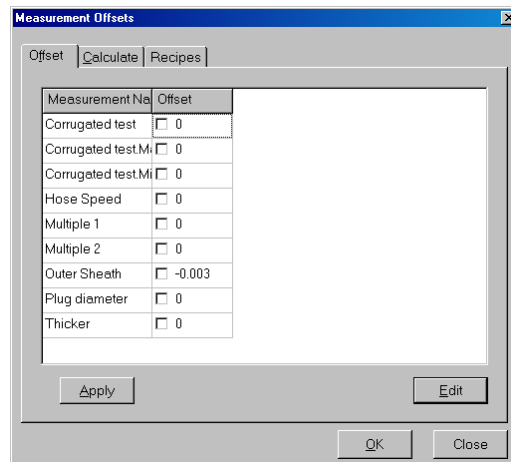 Measurement Offsets
Offset Calculate Recipes
Measurement Na Offset
Corrugated test 0
Corrugated test.Ma 0
Corrugated test.Mi 0
Hose Speed 0
Multiple 1 0
Multiple 2 0
Outer Sheath -0.003
Plug diameter 0
Thicker 0
Apply Edit
OK Close